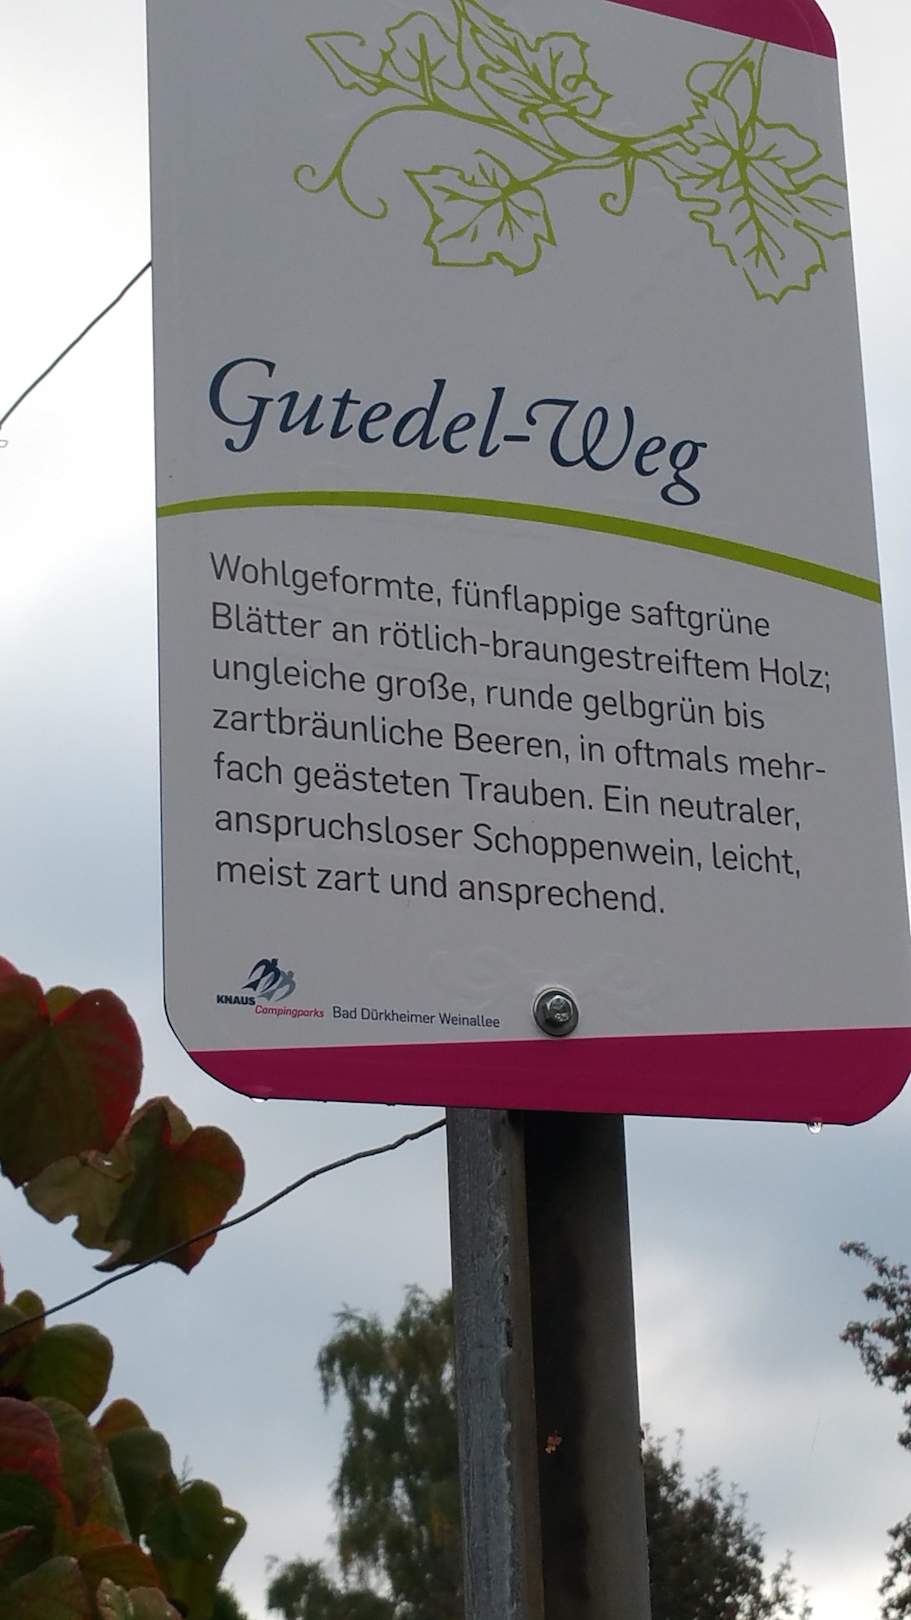 Gutedel-Weg
Wohlgeformte, fünflappige saftgrüne
Blätter an rötlich-braungestreiftem Holz;
ungleiche große, runde gelbgrün bis
zartbräunliche Beeren, in oftmals mehr-
fach geästeten Trauben. Ein neutraler,
anspruchsloser Schoppenwein, leicht,
meist zart und ansprechend.
KNAUS
Campingparks Bad Dürkheimer Weinallee